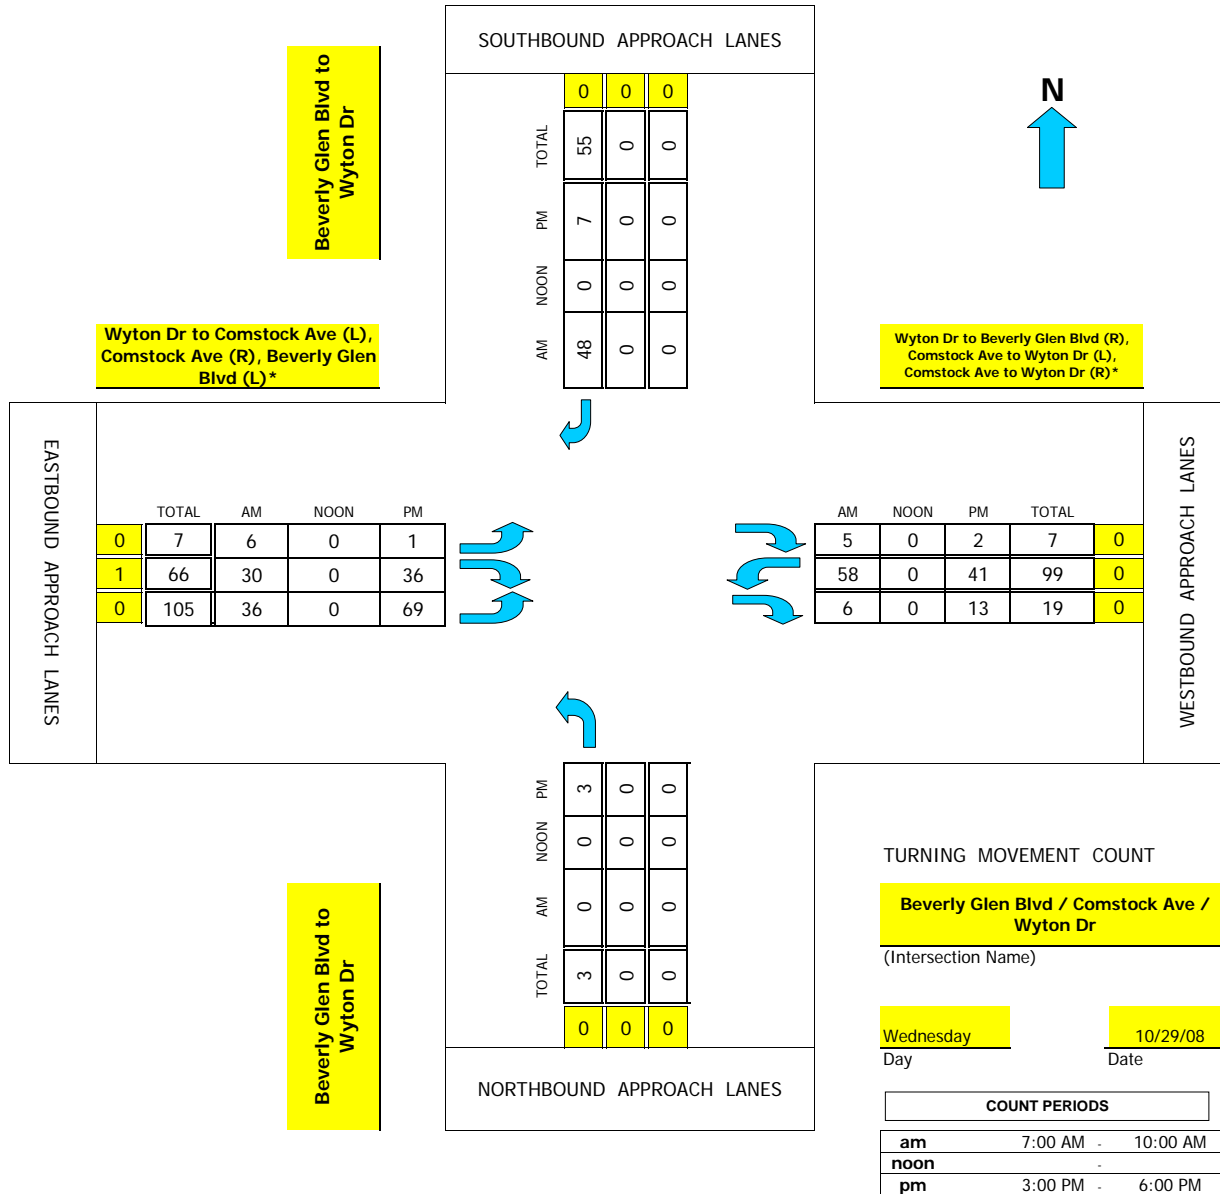 SOUTHBOUND APPROACH LANES
0 0 0
TOTAL 55 0 0
PM 7 0 0
NOON 0 0 0
AM 48 0 0
Beverly Glen Blvd to
Wyton Dr
N
Wyton Dr to Comstock Ave (L),
Comstock Ave (R), Beverly Glen
Blvd (L)*
Wyton Dr to Beverly Glen Blvd (R),
Comstock Ave to Wyton Dr (L),
Comstock Ave to Wyton Dr (R)*
EASTBOUND APPROACH LANES
TOTAL AM NOON PM
0 7 6 0 1
1 66 30 0 36
0 105 36 0 69
AM NOON PM TOTAL
5 0 2 7 0
58 0 41 99 0
6 0 13 19 0
WESTBOUND APPROACH LANES
PM 3 0 0
NOON 0 0 0
AM 0 0 0
TOTAL 3 0 0
0 0 0
NORTHBOUND APPROACH LANES
Beverly Glen Blvd to
Wyton Dr
TURNING MOVEMENT COUNT
Beverly Glen Blvd / Comstock Ave /
Wyton Dr
(Intersection Name)
Wednesday 10/29/08
Day Date
COUNT PERIODS
am 7:00 AM - 10:00 AM
noon -
pm 3:00 PM - 6:00 PM